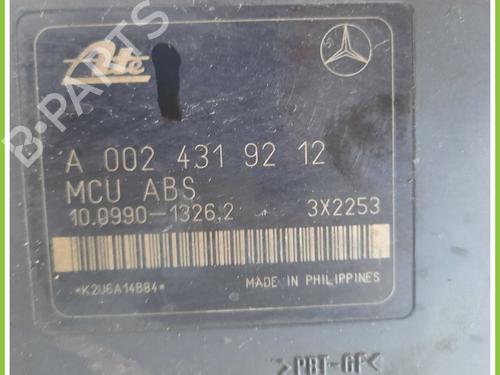 Ate
A 002 431 92 12
MCU ABS
10.0990-1326.2 3X2253
*K2U6A14B84*
MADE IN PHILIPPINES
>PBT-GF<
B-PARTS